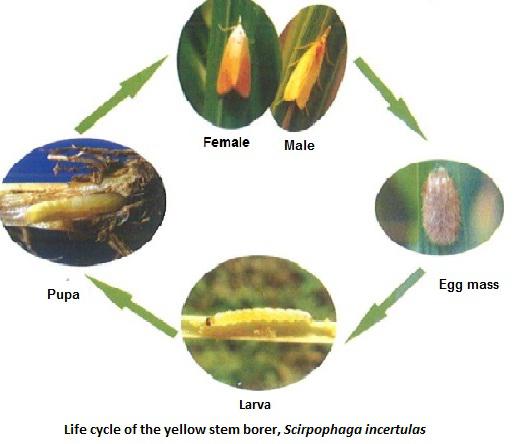 Female
Male
Egg mass
Pupa
Larva
Life cycle of the yellow stem borer, Scirpophaga incertulas